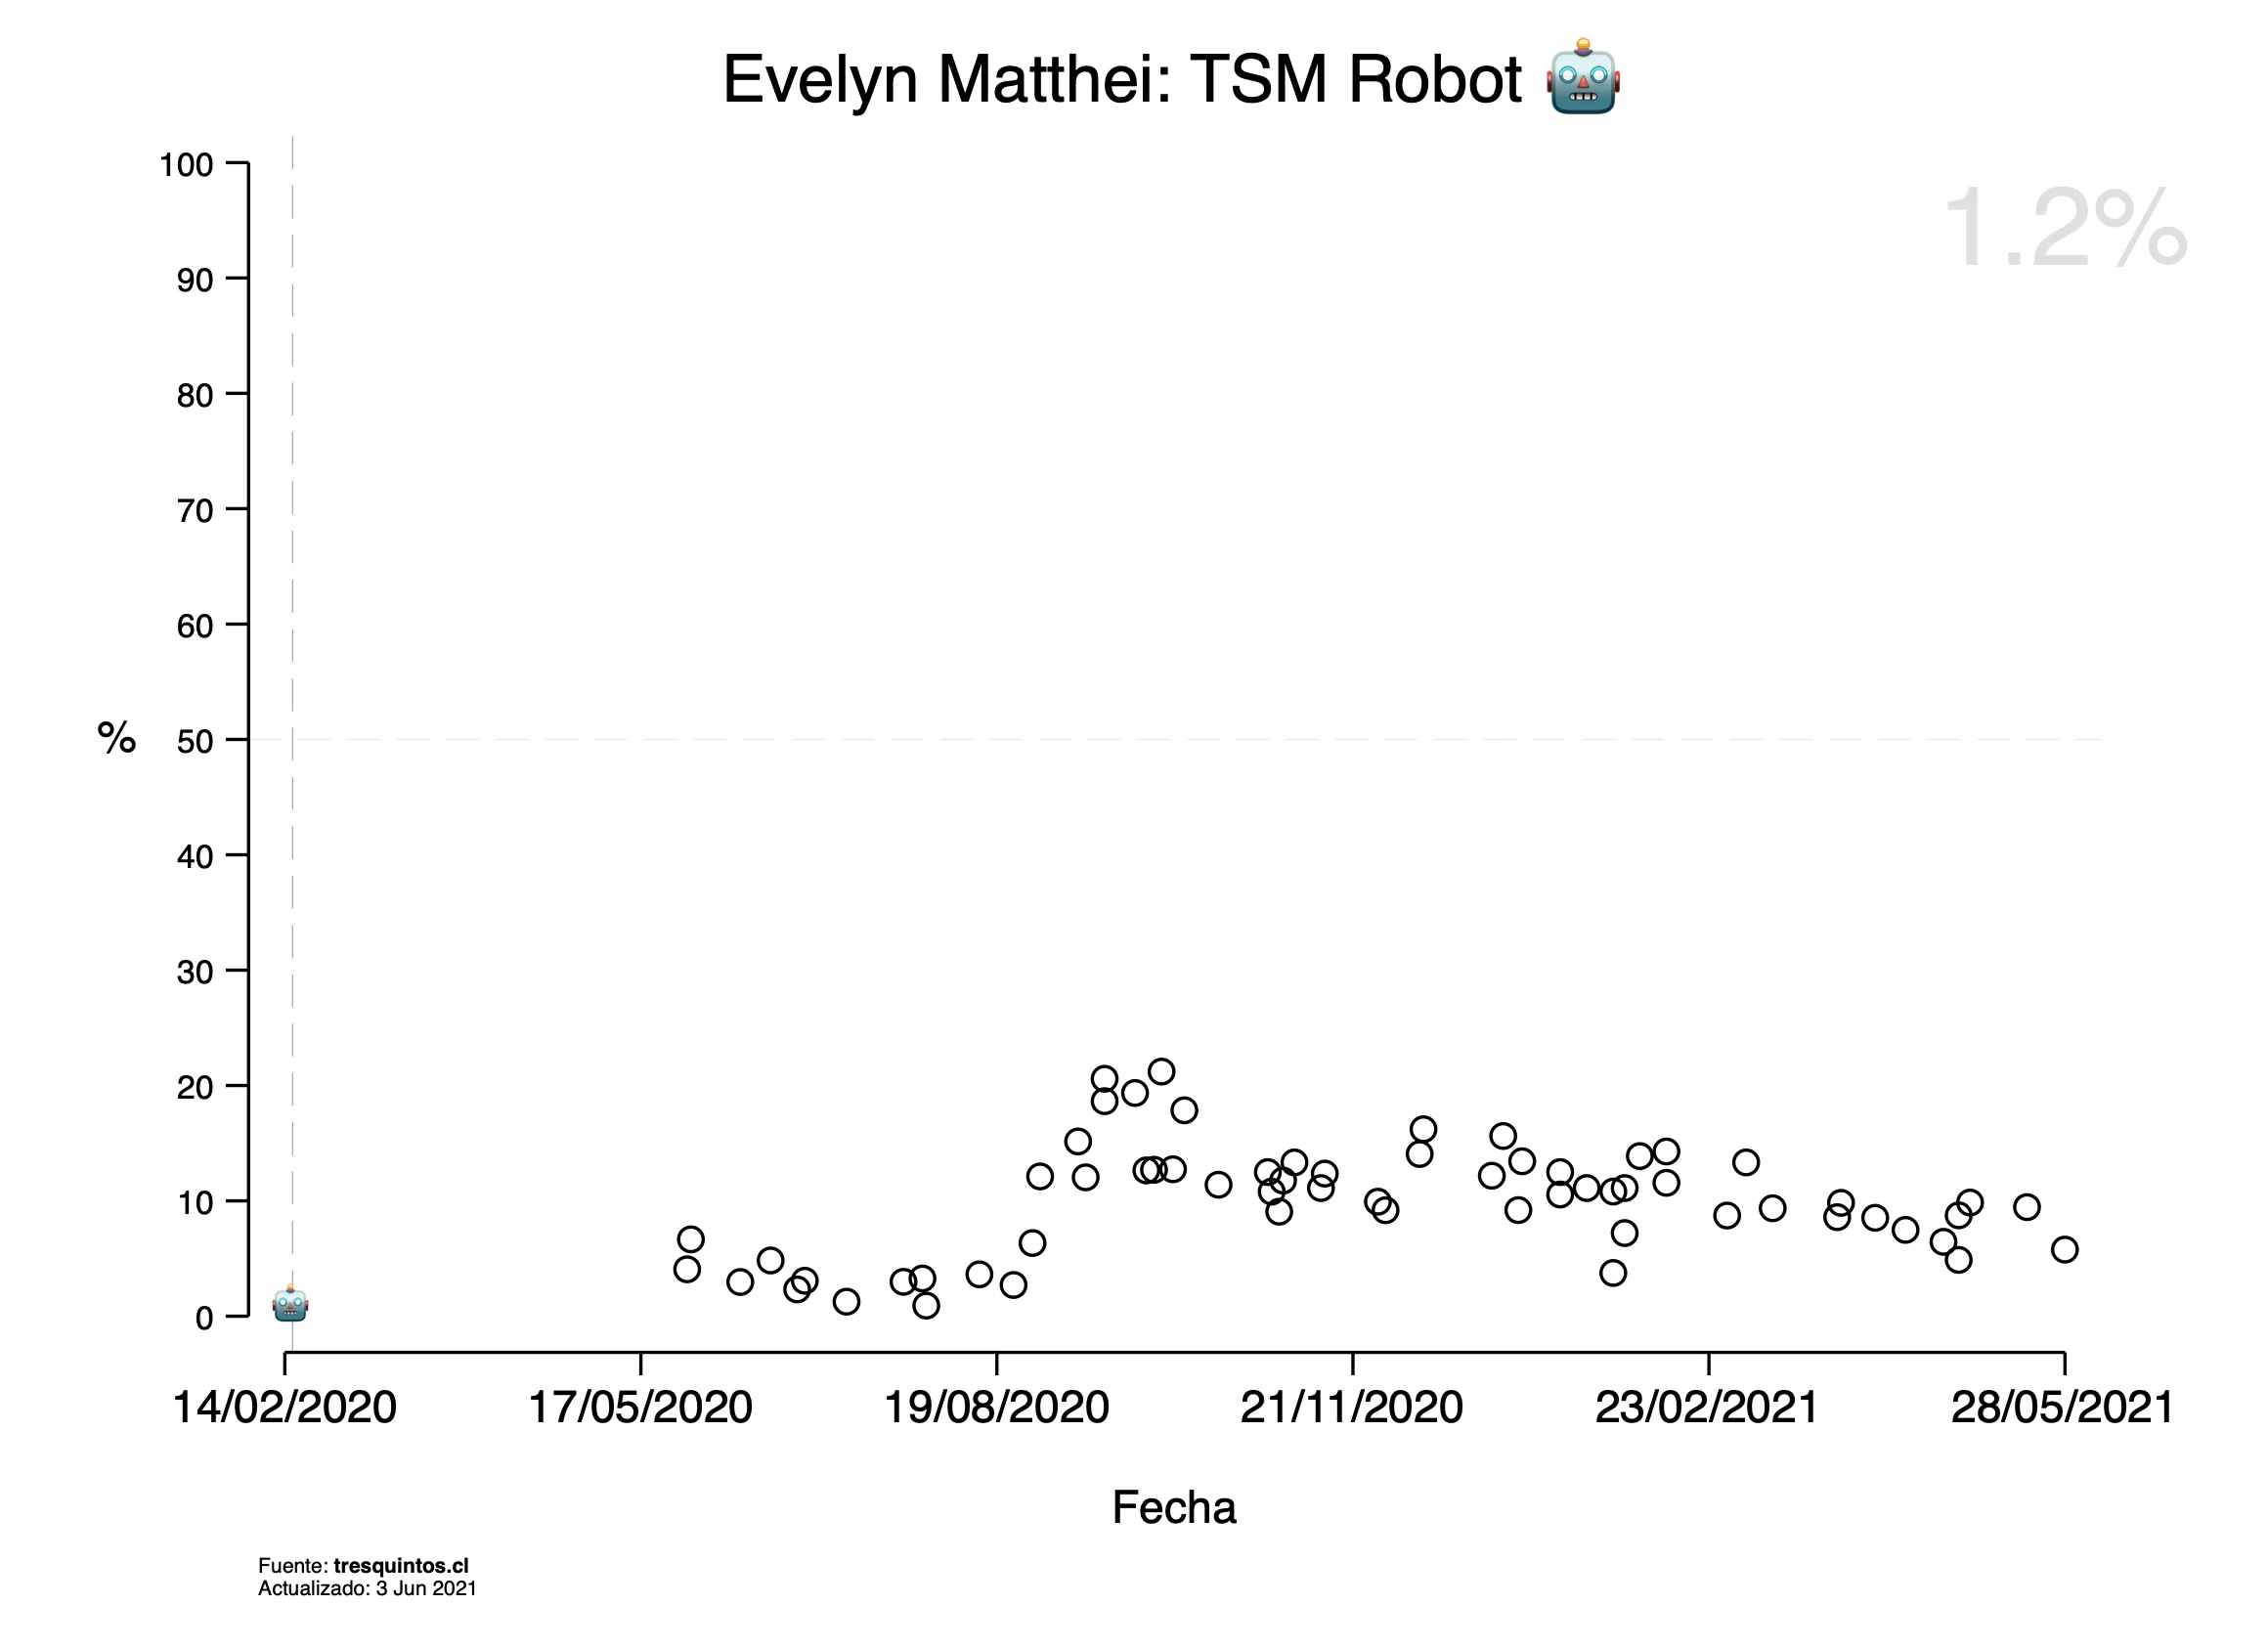 Evelyn Matthei: TSM Robot 🤖
1.2%
100
90
80
70
60
50
40
30
20
10
0
%
14/02/2020 17/05/2020 19/08/2020 21/11/2020 23/02/2021 28/05/2021
Fecha
Fuente: tresquintos.cl
Actualizado: 3 Jun 2021